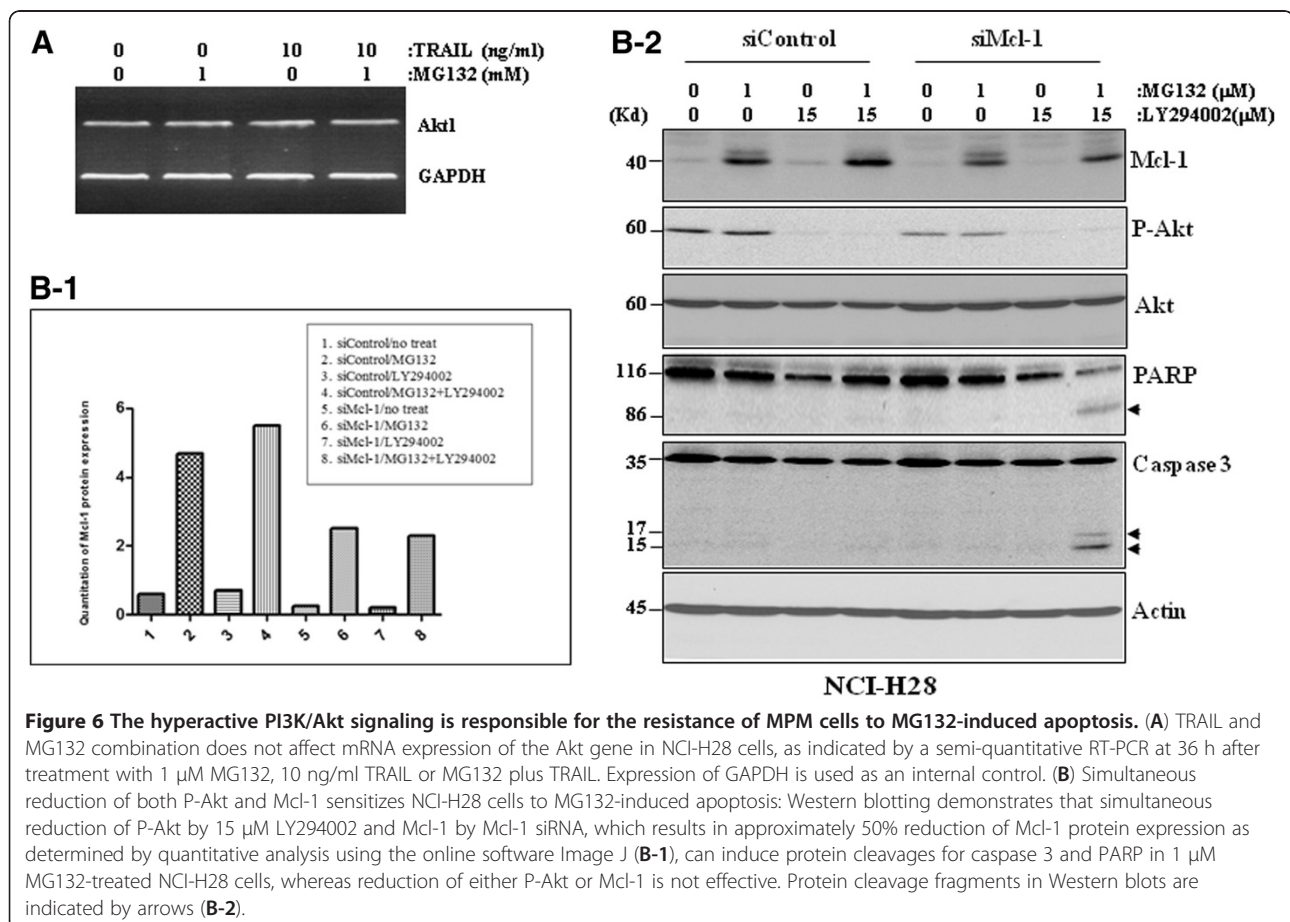 A
0 0 10 10 :TRAIL (ng/ml)
0 1 0 1 :MG132 (mM)
Akt1
GAPDH
B-1
Quantitation of Mcl-1 protein expression
6
4
2
0
1 2 3 4 5 6 7 8
1. siControl/no treat
2. siControl/MG132
3. siControl/LY294002
4. siControl/MG132+LY294002
5. siMcl-1/no treat
6. siMcl-1/MG132
7. siMcl-1/LY294002
8. siMcl-1/MG132+LY294002
B-2
siControl siMcl-1
0 1 0 1 0 1 0 1 :MG132 (μM)
(Kd) 0 0 15 15 0 0 15 15 :LY294002(μM)
40 Mcl-1
60 P-Akt
60 Akt
116 PARP
86
35 Caspase 3
17
15
45 Actin
NCI-H28
Figure 6 The hyperactive PI3K/Akt signaling is responsible for the resistance of MPM cells to MG132-induced apoptosis. (A) TRAIL and
MG132 combination does not affect mRNA expression of the Akt gene in NCI-H28 cells, as indicated by a semi-quantitative RT-PCR at 36 h after
treatment with 1 μM MG132, 10 ng/ml TRAIL or MG132 plus TRAIL. Expression of GAPDH is used as an internal control. (B) Simultaneous
reduction of both P-Akt and Mcl-1 sensitizes NCI-H28 cells to MG132-induced apoptosis: Western blotting demonstrates that simultaneous
reduction of P-Akt by 15 μM LY294002 and Mcl-1 by Mcl-1 siRNA, which results in approximately 50% reduction of Mcl-1 protein expression as
determined by quantitative analysis using the online software Image J (B-1), can induce protein cleavages for caspase 3 and PARP in 1 μM
MG132-treated NCI-H28 cells, whereas reduction of either P-Akt or Mcl-1 is not effective. Protein cleavage fragments in Western blots are
indicated by arrows (B-2).